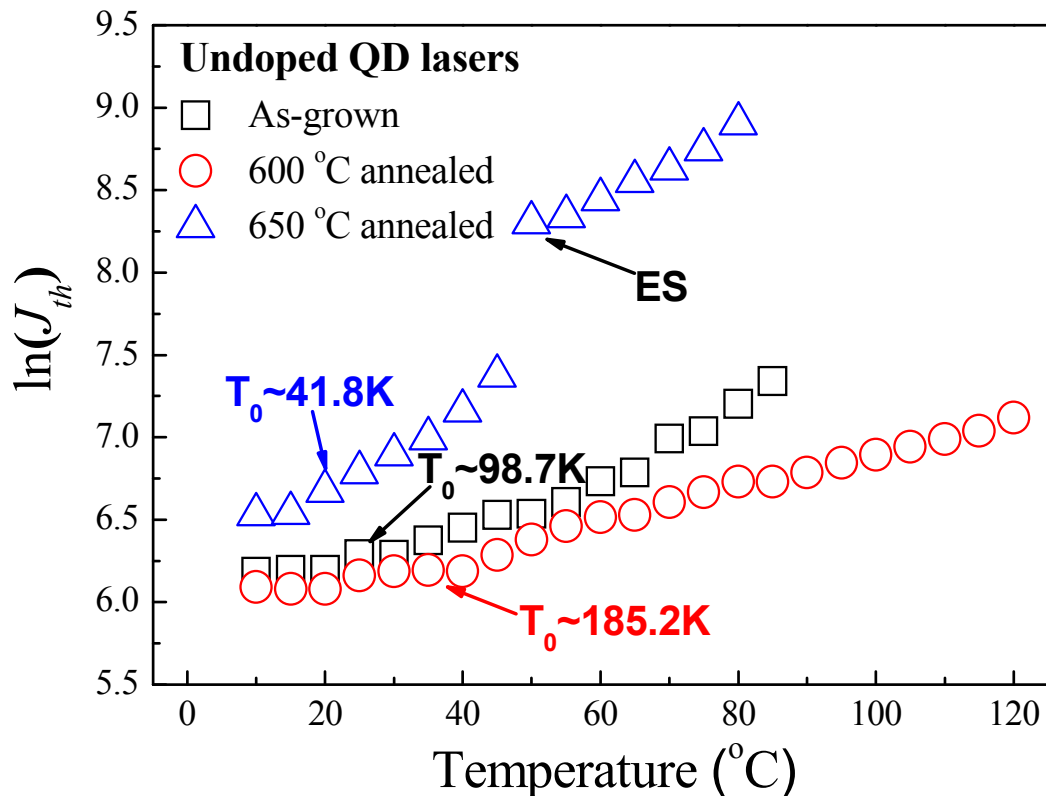 Undoped QD lasers
As-grown
600 °C annealed
650 °C annealed
ES
T₀~41.8K
T₀~98.7K
T₀~185.2K
ln(J_th)
9.5
9.0
8.5
8.0
7.5
7.0
6.5
6.0
5.5
0 20 40 60 80 100 120
Temperature (°C)